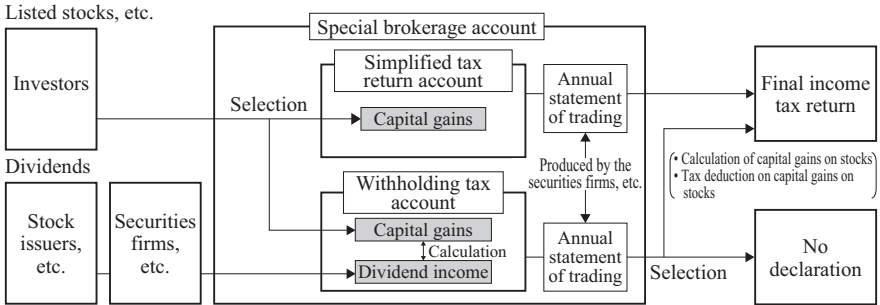 Listed stocks, etc.
Special brokerage account
Investors
Selection
Simplified tax
return account
Capital gains
Annual
statement
of trading
Final income
tax return
Produced by the
securities firms, etc.
• Calculation of capital gains on stocks
• Tax deduction on capital gains on
stocks
Dividends
Stock
issuers,
etc.
Securities
firms,
etc.
Withholding tax
account
Capital gains
Calculation
Dividend income
Annual
statement
of trading
Selection
No
declaration